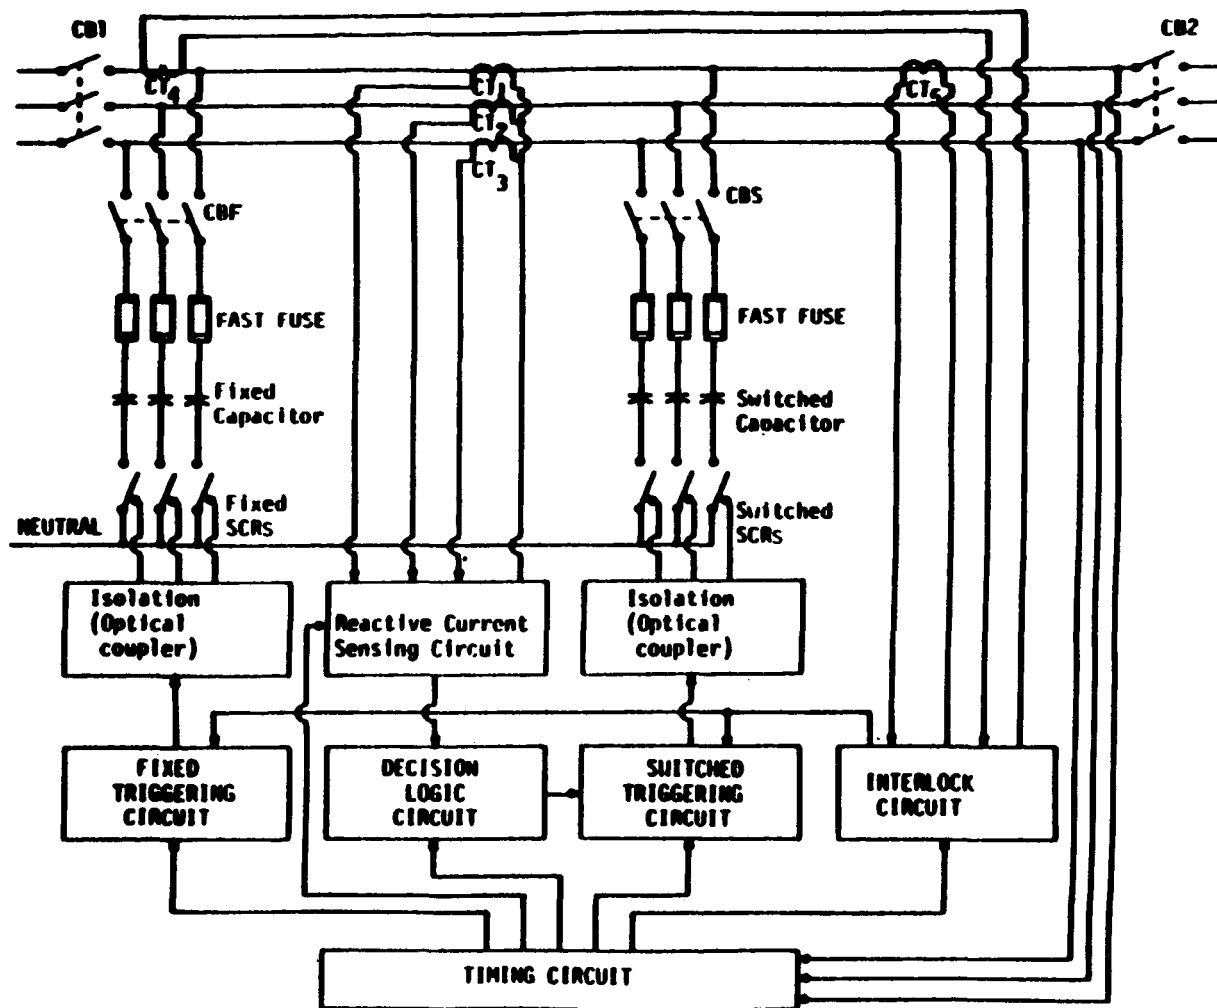 CB1
CB2
CT4
CT1
CT2
CT3
CT5
CBF
CBS
FAST FUSE
FAST FUSE
Fixed
Capacitor
Switched
Capacitor
Fixed
SCRs
Switched
SCRs
NEUTRAL
Isolation
(Optical
coupler)
Reactive Current
Sensing Circuit
Isolation
(Optical
coupler)
FIXED
TRIGGERING
CIRCUIT
DECISION
LOGIC
CIRCUIT
SWITCHED
TRIGGERING
CIRCUIT
INTERLOCK
CIRCUIT
TIMING CIRCUIT